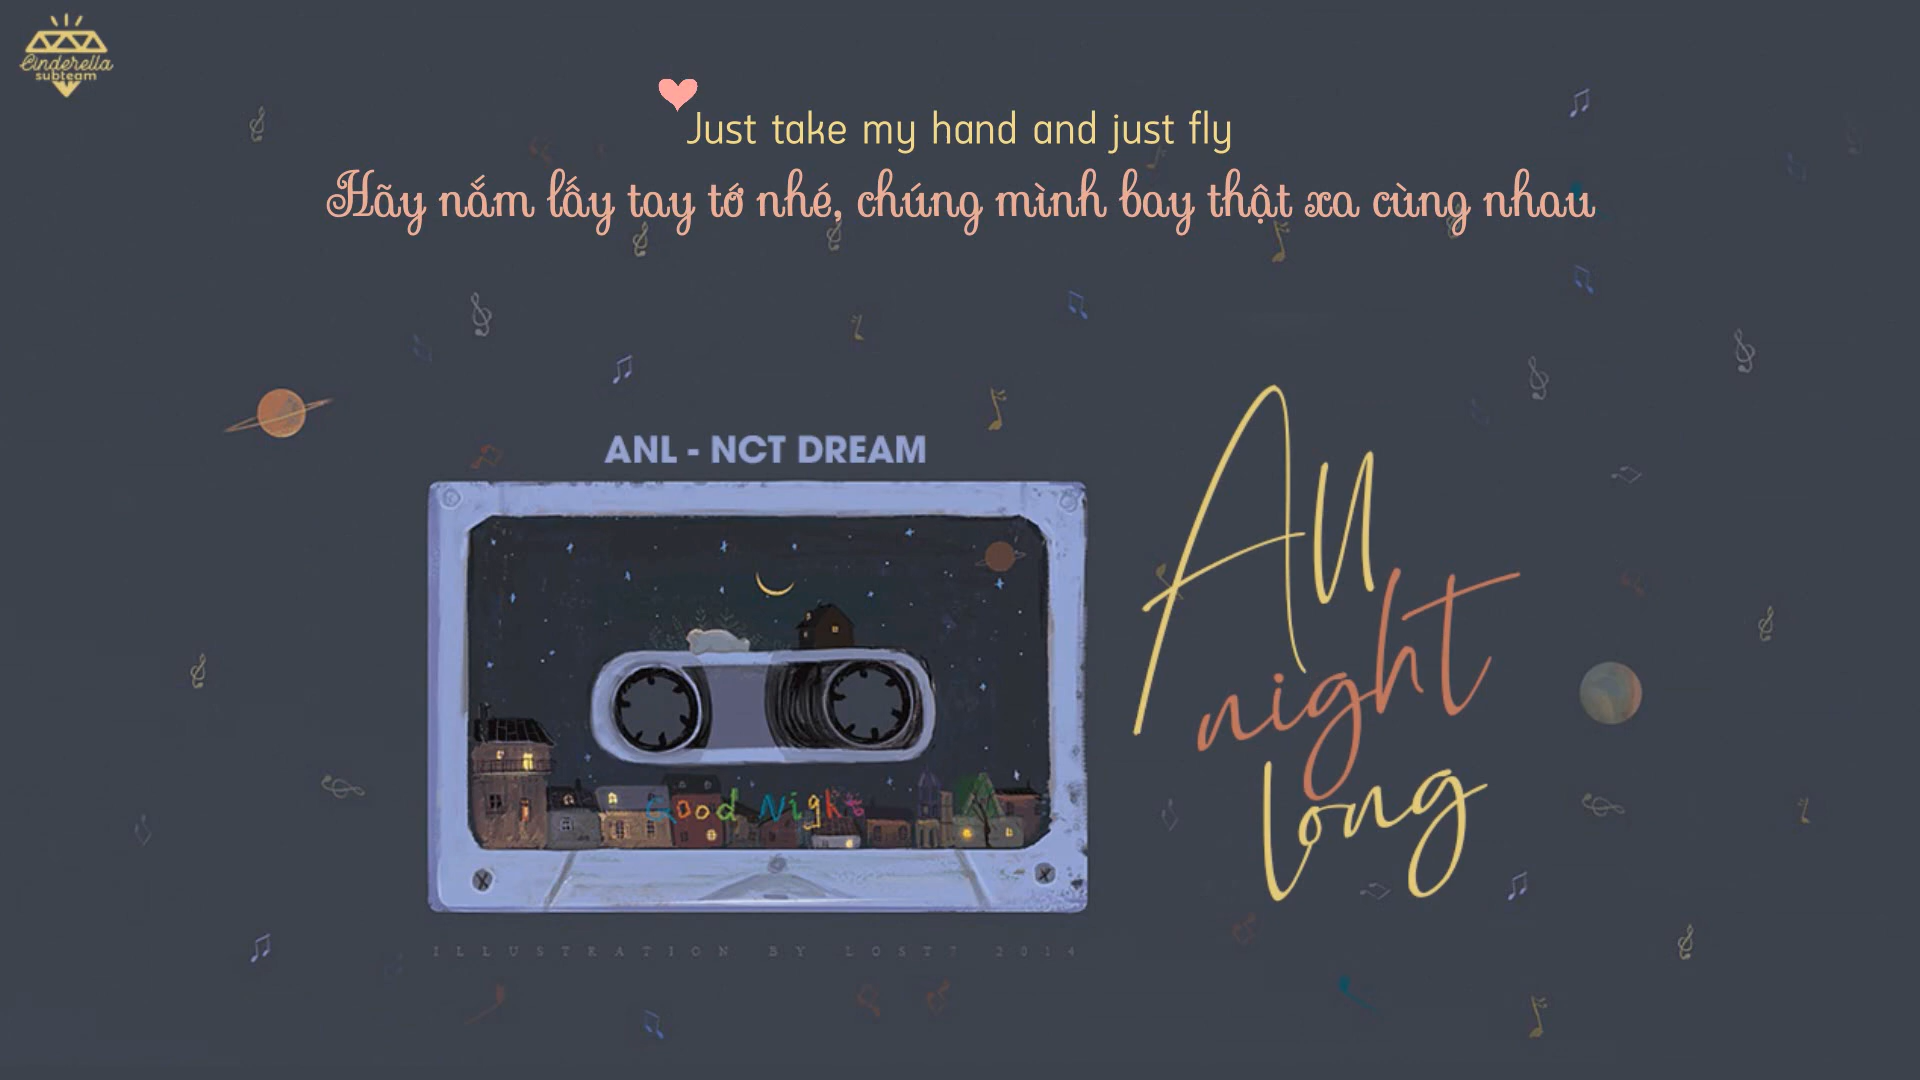 Cinderella
subteam
Just take my hand and just fly
Hãy nắm lấy tay tớ nhé, chúng mình bay thật xa cùng nhau
ANL - NCT DREAM
All
night
long
Good Night
ILLUSTRATION BY LOST7 2014